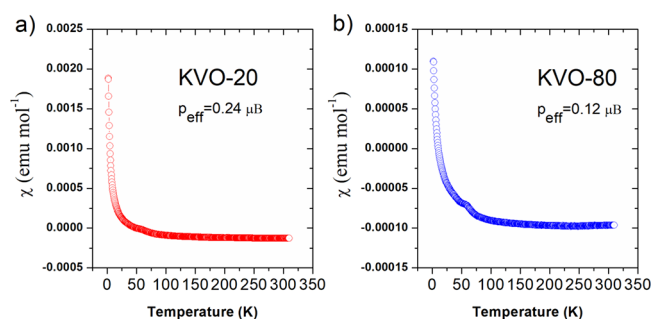 a)
0.0025
0.0020
0.0015
0.0010
0.0005
0.0000
-0.0005
χ (emu mol⁻¹)
KVO-20
p_eff=0.24 μB
0 50 100 150 200 250 300 350
Temperature (K)
b)
0.00015
0.00010
0.00005
0.00000
-0.00005
-0.00010
-0.00015
χ (emu mol⁻¹)
KVO-80
p_eff=0.12 μB
0 50 100 150 200 250 300 350
Temperature (K)